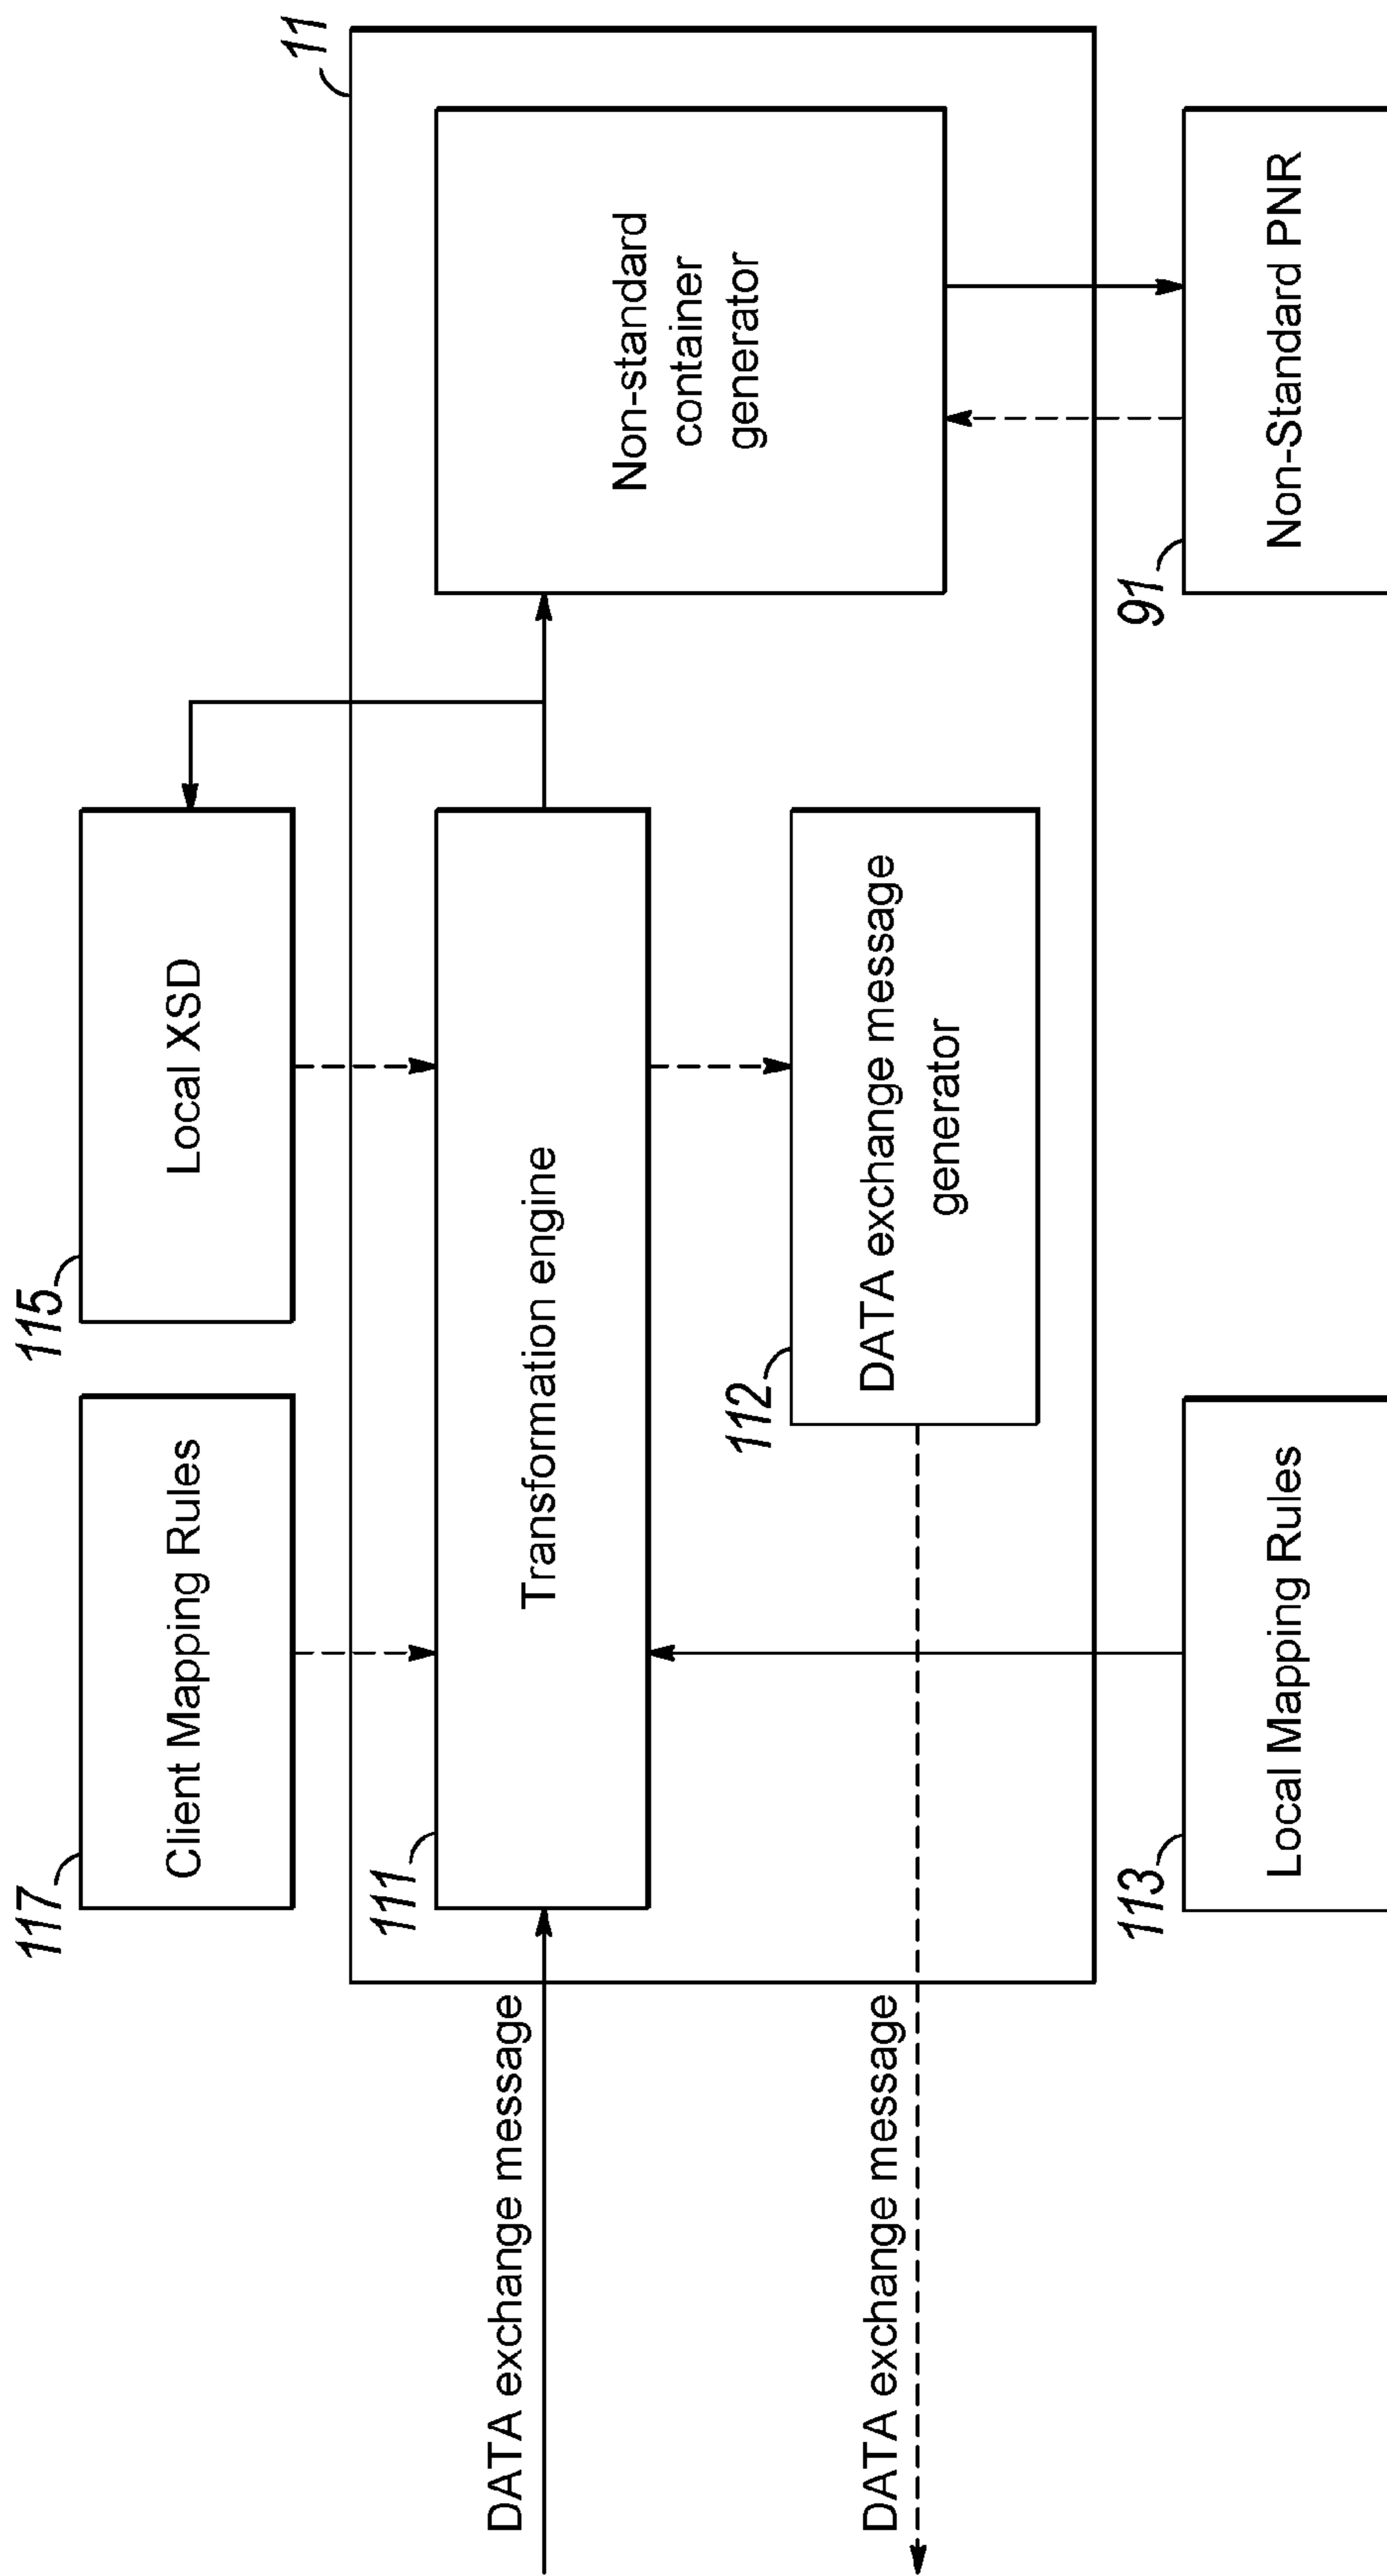 117
Client Mapping Rules
115
Local XSD
11
DATA exchange message
111
Transformation engine
Non-standard
container
generator
DATA exchange message
112
DATA exchange message
generator
113
Local Mapping Rules
91
Non-Standard PNR